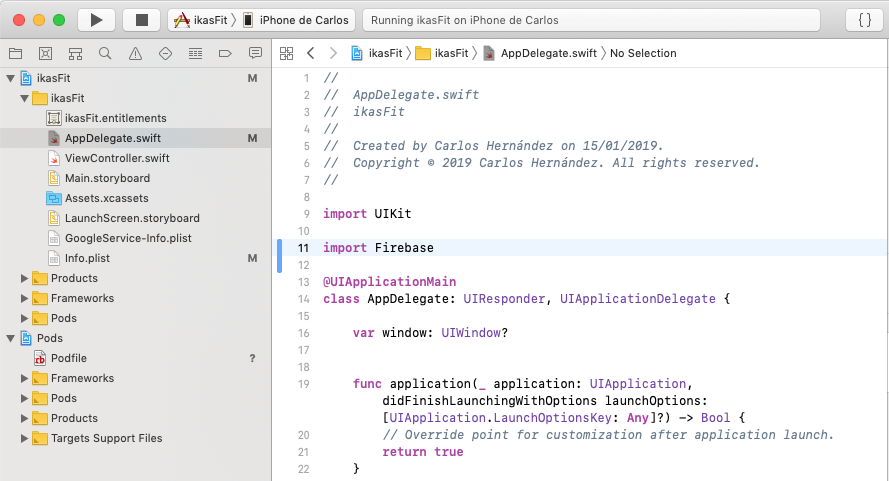 ikasFit 〉 iPhone de Carlos
Running ikasFit on iPhone de Carlos
{ }
ikasFit 〉 ikasFit 〉 AppDelegate.swift 〉 No Selection
ikasFit M
ikasFit
ikasFit.entitlements
AppDelegate.swift M
ViewController.swift
Main.storyboard
Assets.xcassets
LaunchScreen.storyboard
GoogleService-Info.plist
Info.plist M
Products
Frameworks
Pods
Pods
Podfile ?
Frameworks
Pods
Products
Targets Support Files
1 //
2 //  AppDelegate.swift
3 //  ikasFit
4 //
5 //  Created by Carlos Hernández on 15/01/2019.
6 //  Copyright © 2019 Carlos Hernández. All rights reserved.
7 //
8
9 import UIKit
10
11 import Firebase
12
13 @UIApplicationMain
14 class AppDelegate: UIResponder, UIApplicationDelegate {
15
16     var window: UIWindow?
17
18
19     func application(_ application: UIApplication,
didFinishLaunchingWithOptions launchOptions:
[UIApplication.LaunchOptionsKey: Any]?) -> Bool {
20         // Override point for customization after application launch.
21         return true
22     }